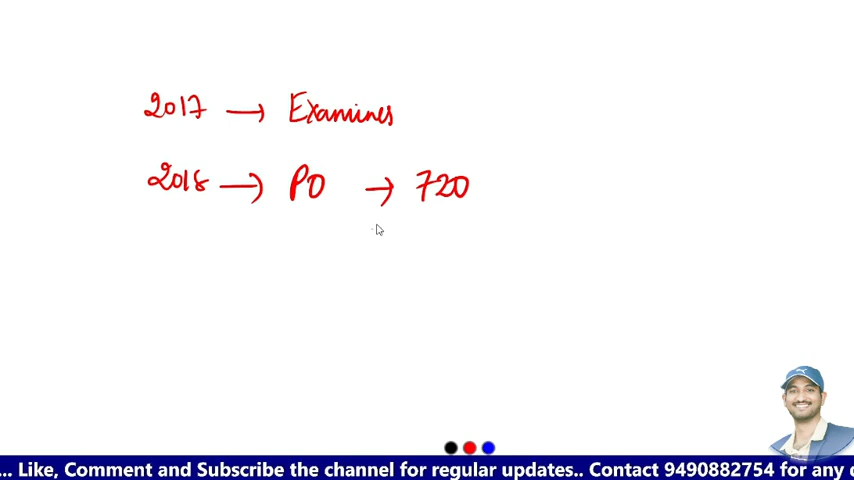 2017 → Examines
2018 → PO → 720
... Like, Comment and Subscribe the channel for regular updates.. Contact 9490882754 for any